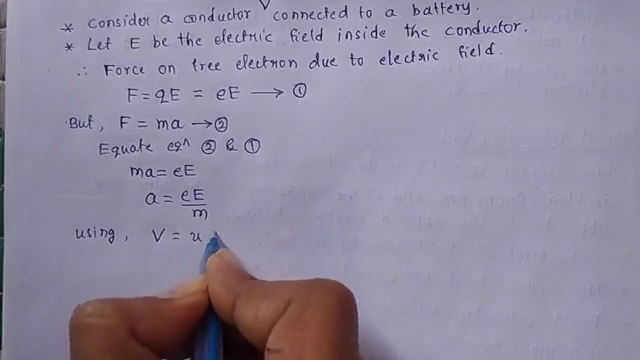 * Consider a conductor connected to a battery.
* Let E be the electric field inside the conductor.
∴ Force on free electron due to electric field.
F = qE = eE → ①
But, F = ma → ②
Equate eqⁿ ② & ①
ma = eE
a = eE/m
using, V = u